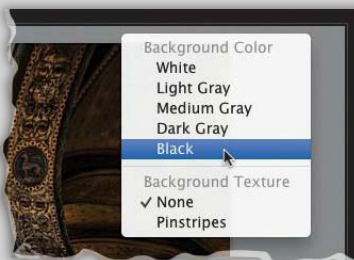 Background Color
White
Light Gray
Medium Gray
Dark Gray
Black
Background Texture
✓ None
Pinstripes